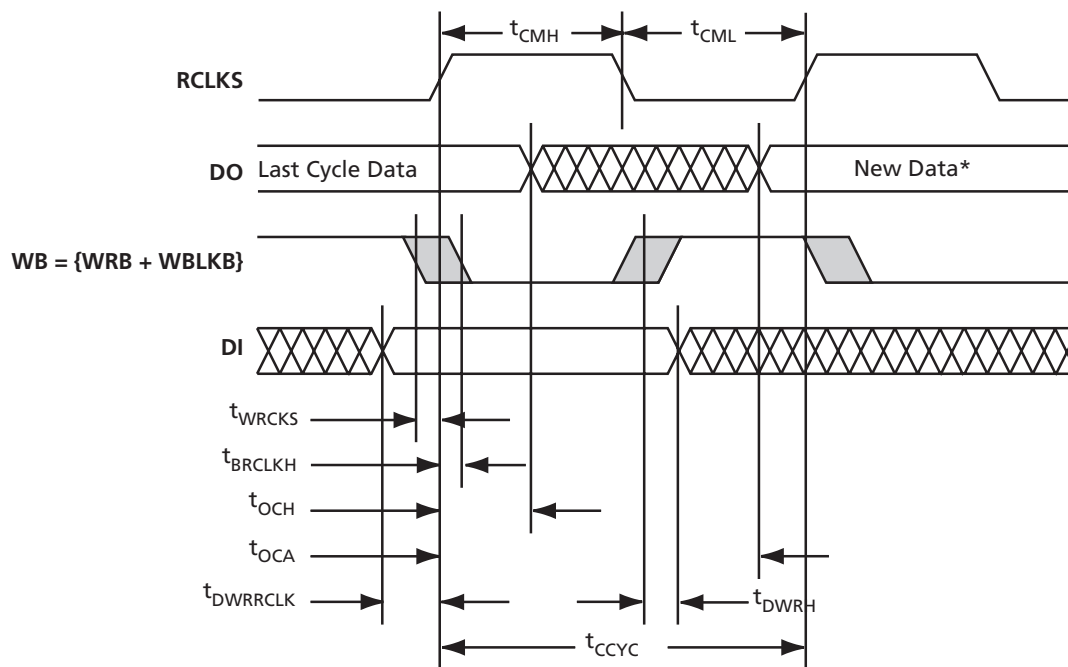 tCMH
tCML
RCLKS
DO
Last Cycle Data
New Data*
WB = {WRB + WBLKB}
DI
tWRCKS
tBRCLKH
tOCH
tOCA
tDWRRCLK
tDWRH
tCCYC